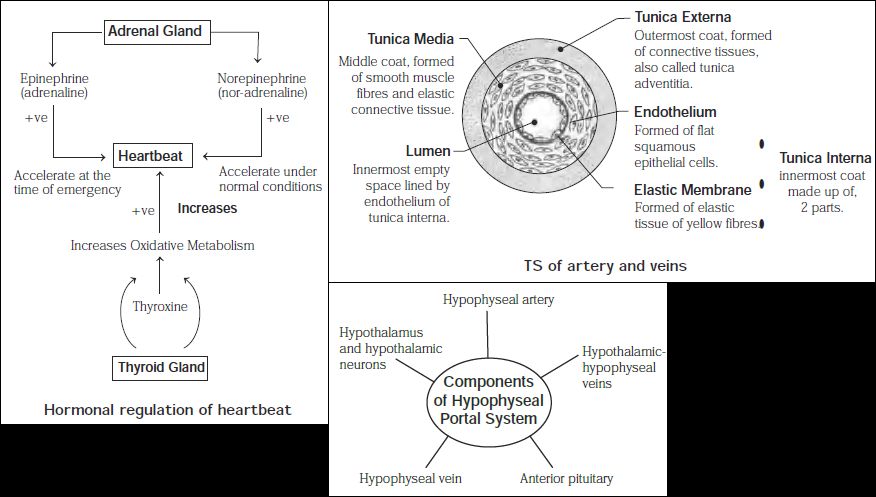 Adrenal Gland
Epinephrine
(adrenaline)
Norepinephrine
(nor-adrenaline)
+ve
+ve
Heartbeat
Accelerate at the
time of emergency
Accelerate under
normal conditions
+ve
Increases
Increases Oxidative Metabolism
Thyroxine
Thyroid Gland
Hormonal regulation of heartbeat
Tunica Media
Middle coat, formed
of smooth muscle
fibres and elastic
connective tissue.
Lumen
Innermost empty
space lined by
endothelium of
tunica interna.
Tunica Externa
Outermost coat, formed
of connective tissues,
also called tunica
adventitia.
Endothelium
Formed of flat
squamous
epithelial cells.
Elastic Membrane
Formed of elastic
tissue of yellow fibres.
Tunica Interna
innermost coat
made up of,
2 parts.
TS of artery and veins
Hypophyseal artery
Hypothalamus
and hypothalamic
neurons
Hypothalamic-
hypophyseal
veins
Components
of Hypophyseal
Portal System
Hypophyseal vein
Anterior pituitary